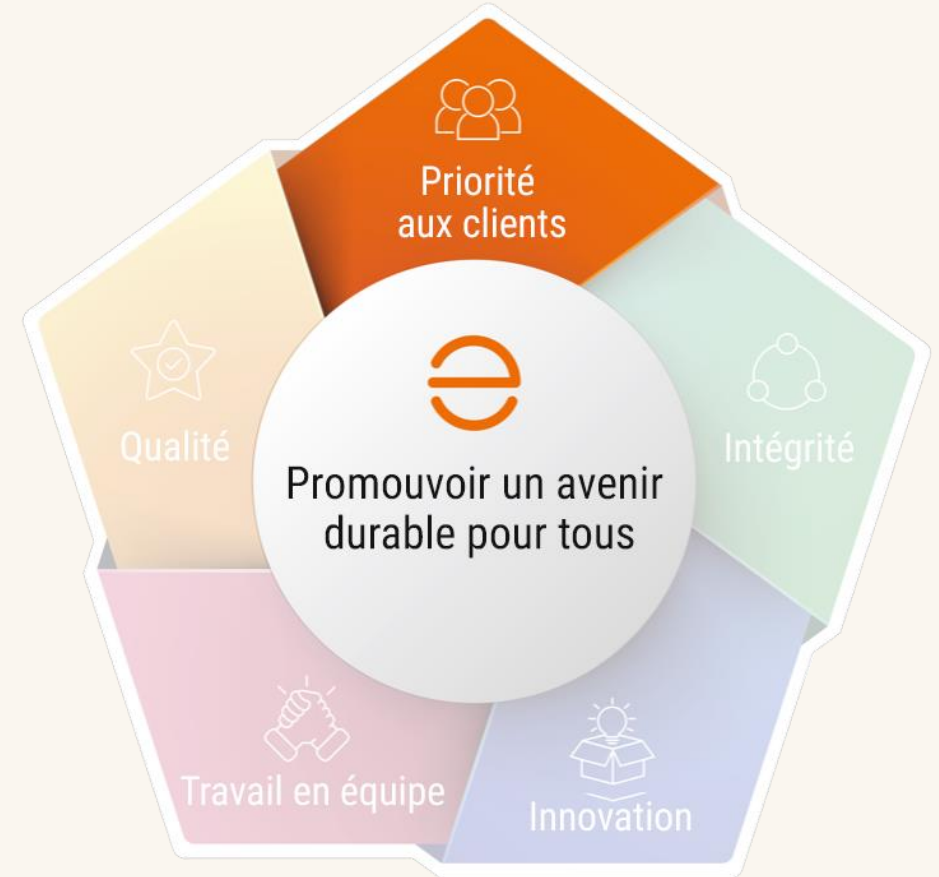 Priorité
aux clients
Qualité
Intégrité
Promouvoir un avenir
durable pour tous
Travail en équipe
Innovation